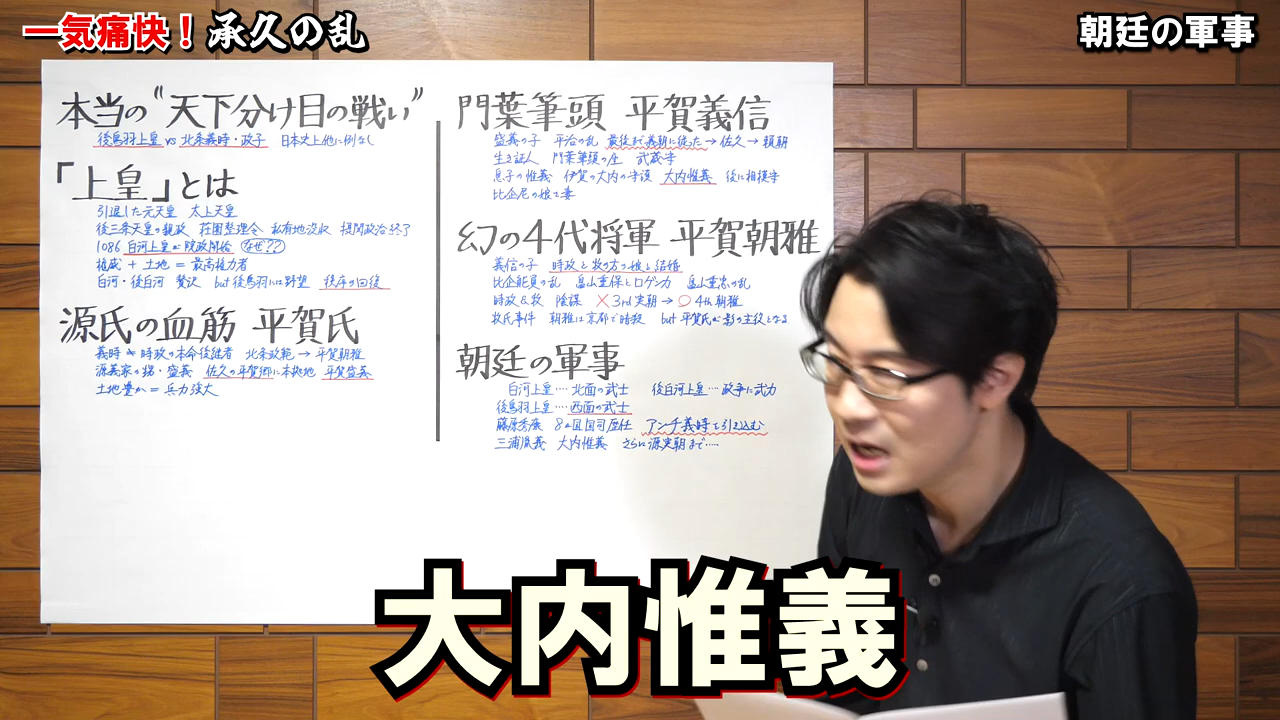 一気痛快！承久の乱
朝廷の軍事
本当の“天下分け目の戦い”
後鳥羽上皇 vs 北条義時・政子 日本史上他に例なし
「上皇」とは
引退した元天皇 太上天皇
後三条天皇の親政 荘園整理令 私有地没収 摂関政治終了
1086 白河上皇が院政開始 なぜ??
権威 + 土地 = 最高権力者
白河・後白河 贅沢 but 後鳥羽には野望 秩序の回復
源氏の血筋 平賀氏
義時 ≠ 時政の本命後継者 北条政範 → 平賀朝雅
源義家の甥・盛義 佐久の平賀郷に本拠地 平賀盛義
土地豊か = 兵力強大
門葉筆頭 平賀義信
盛義の子 平治の乱 最後まで義朝に従った → 佐久 → 頼朝
生き証人 門葉筆頭の座 武蔵守
息子の惟義 伊賀の大内の守護 大内惟義 後に相模守
比企尼の娘て妻
幻の4代将軍 平賀朝雅
義信の子 時政と牧の方の娘と結婚
比企能員の乱 畠山重保と口ゲンカ 畠山重忠の乱
時政&牧 陰謀 ×3rd 実朝 → ○4th 朝雅
牧氏事件 朝雅は京都で暗殺 but 平賀氏が影の主役となる
朝廷の軍事
白河上皇‥‥北面の武士 後白河上皇‥‥政争に武力
後鳥羽上皇‥‥西面の武士
藤原秀康 8ヵ国国司歴任 アンチ義時を引き込む
三浦胤義 大内惟義 さらに源実朝まで‥‥
大内惟義